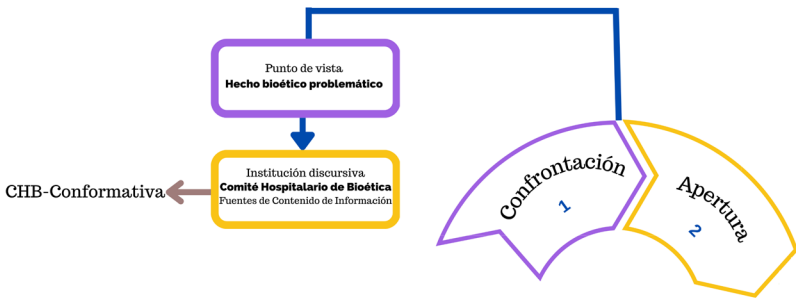 Punto de vista
Hecho bioético problemático
Institución discursiva
Comité Hospitalario de Bioética
Fuentes de Contenido de Información
CHB-Conformativa
Confrontación
1
Apertura
2